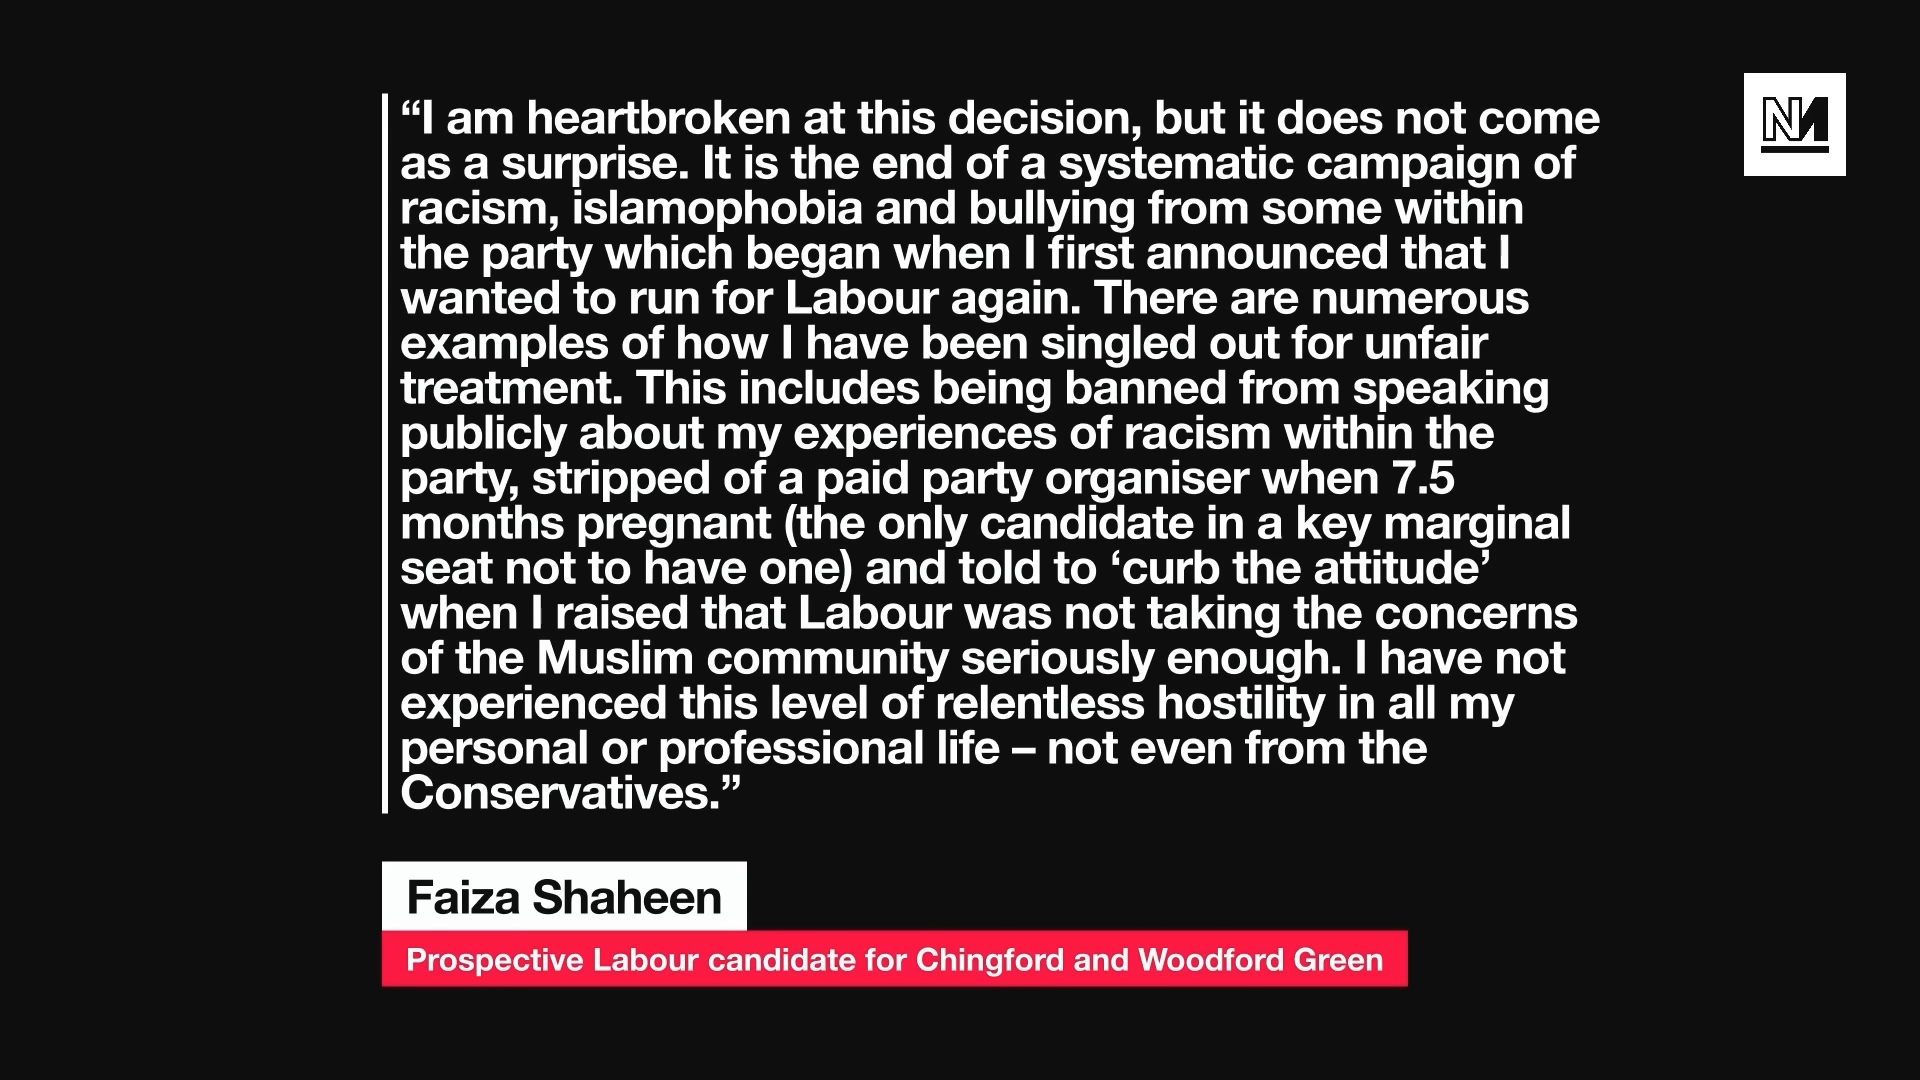 “I am heartbroken at this decision, but it does not come
as a surprise. It is the end of a systematic campaign of
racism, islamophobia and bullying from some within
the party which began when I first announced that I
wanted to run for Labour again. There are numerous
examples of how I have been singled out for unfair
treatment. This includes being banned from speaking
publicly about my experiences of racism within the
party, stripped of a paid party organiser when 7.5
months pregnant (the only candidate in a key marginal
seat not to have one) and told to ‘curb the attitude’
when I raised that Labour was not taking the concerns
of the Muslim community seriously enough. I have not
experienced this level of relentless hostility in all my
personal or professional life – not even from the
Conservatives.”
Faiza Shaheen
Prospective Labour candidate for Chingford and Woodford Green
NM